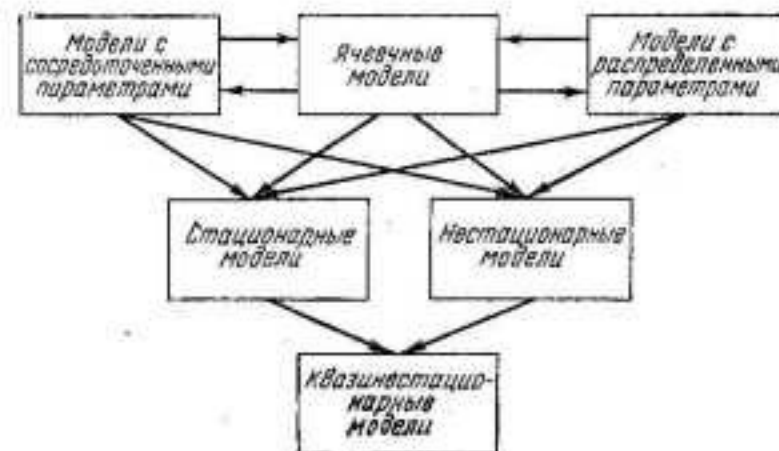 Модели с
сосредоточенными
параметрами
Ячеечные
модели
Модели с
распределенными
параметрами
Стационарные
модели
Нестационарные
модели
Квазинестацио-
нарные
модели